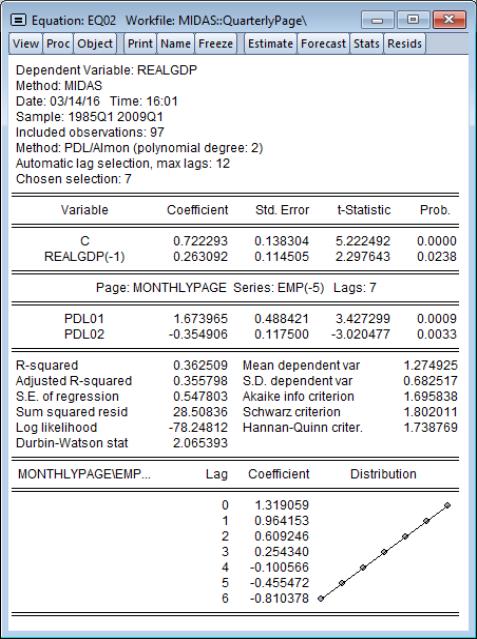 Equation: EQ02 Workfile: MIDAS::QuarterlyPage\
View Proc Object Print Name Freeze Estimate Forecast Stats Resids
Dependent Variable: REALGDP
Method: MIDAS
Date: 03/14/16 Time: 16:01
Sample: 1985Q1 2009Q1
Included observations: 97
Method: PDL/Almon (polynomial degree: 2)
Automatic lag selection, max lags: 12
Chosen selection: 7
Variable Coefficient Std. Error t-Statistic Prob.
C 0.722293 0.138304 5.222492 0.0000
REALGDP(-1) 0.263092 0.114505 2.297643 0.0238
Page: MONTHLYPAGE Series: EMP(-5) Lags: 7
PDL01 1.673965 0.488421 3.427299 0.0009
PDL02 -0.354906 0.117500 -3.020477 0.0033
R-squared 0.362509 Mean dependent var 1.274925
Adjusted R-squared 0.355798 S.D. dependent var 0.682517
S.E. of regression 0.547803 Akaike info criterion 1.695838
Sum squared resid 28.50836 Schwarz criterion 1.802011
Log likelihood -78.24812 Hannan-Quinn criter. 1.738769
Durbin-Watson stat 2.065393
MONTHLYPAGE\EMP... Lag Coefficient Distribution
0 1.319059
1 0.964153
2 0.609246
3 0.254340
4 -0.100566
5 -0.455472
6 -0.810378